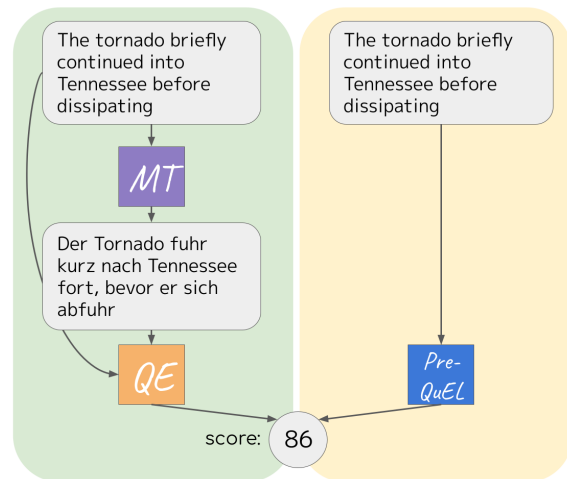 The tornado briefly
continued into
Tennessee before
dissipating
MT
Der Tornado fuhr
kurz nach Tennessee
fort, bevor er sich
abfuhr
QE
The tornado briefly
continued into
Tennessee before
dissipating
Pre-
QuEL
score: 86